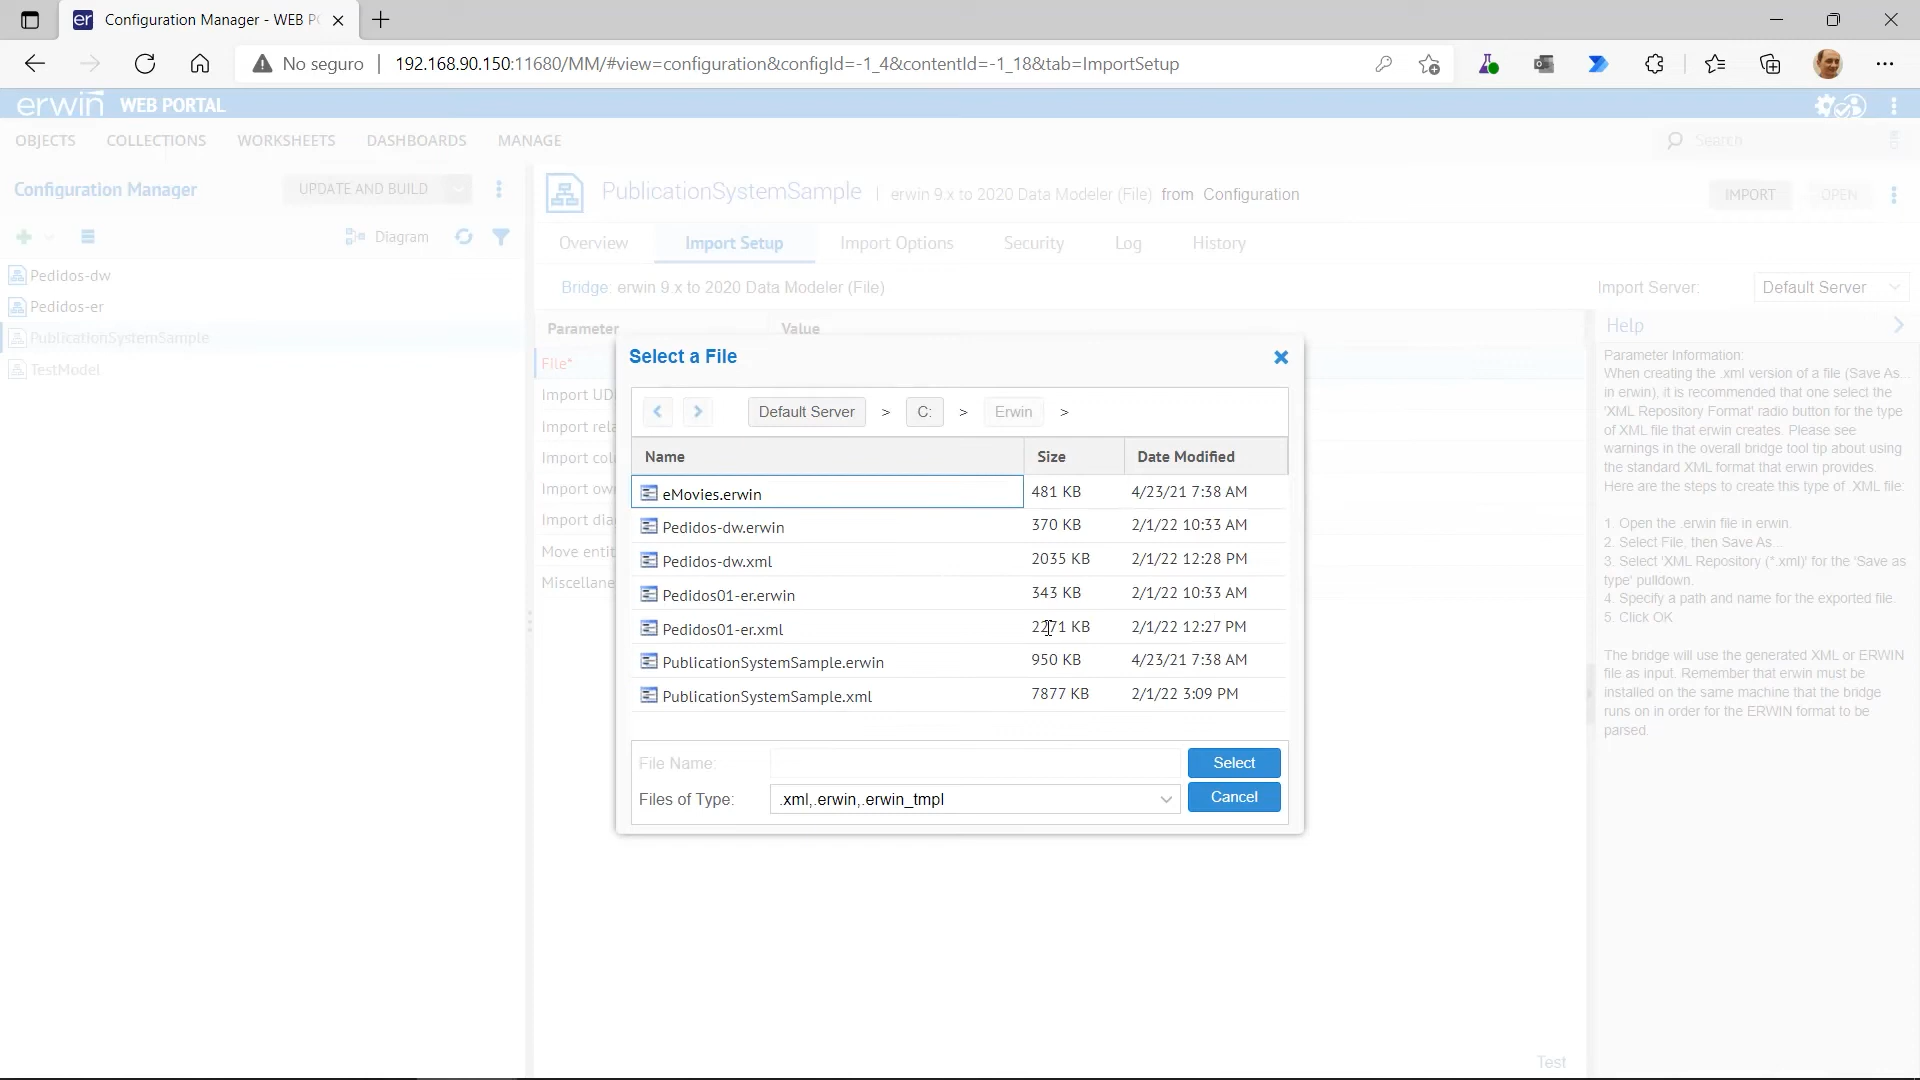 Configuration Manager - WEB P
No seguro
192.168.90.150:11680/MM/#view=configuration&configId=-1_4&contentId=-1_18&tab=ImportSetup
erwin WEB PORTAL
OBJECTS COLLECTIONS WORKSHEETS DASHBOARDS MANAGE
Search
Configuration Manager
UPDATE AND BUILD
PublicationSystemSample | erwin 9.x to 2020 Data Modeler (File) from Configuration
IMPORT OPEN
Diagram
Overview Import Setup Import Options Security Log History
Pedidos-dw
Pedidos-er
PublicationSystemSample
TestModel
Bridge: erwin 9.x to 2020 Data Modeler (File)
Import Server: Default Server
Parameter Value
File*
Import UD
Import rela
Import col
Import ow
Import dia
Move entit
Miscellane
Select a File
Default Server > C: > Erwin >
Name Size Date Modified
eMovies.erwin 481 KB 4/23/21 7:38 AM
Pedidos-dw.erwin 370 KB 2/1/22 10:33 AM
Pedidos-dw.xml 2035 KB 2/1/22 12:28 PM
Pedidos01-er.erwin 343 KB 2/1/22 10:33 AM
Pedidos01-er.xml 2271 KB 2/1/22 12:27 PM
PublicationSystemSample.erwin 950 KB 4/23/21 7:38 AM
PublicationSystemSample.xml 7877 KB 2/1/22 3:09 PM
File Name:
Select
Files of Type: .xml,.erwin,.erwin_tmpl
Cancel
Help
Parameter Information:
When creating the .xml version of a file (Save As...
in erwin), it is recommended that one select the
'XML Repository Format' radio button for the type
of XML file that erwin creates. Please see
warnings in the overall bridge tool tip about using
the standard XML format that erwin provides.
Here are the steps to create this type of .XML file:
1. Open the .erwin file in erwin.
2. Select File, then Save As...
3. Select 'XML Repository (*.xml)' for the 'Save as
type' pulldown.
4. Specify a path and name for the exported file.
5. Click OK
The bridge will use the generated XML or ERWIN
file as input. Remember that erwin must be
installed on the same machine that the bridge
runs on in order for the ERWIN format to be
parsed.
Test